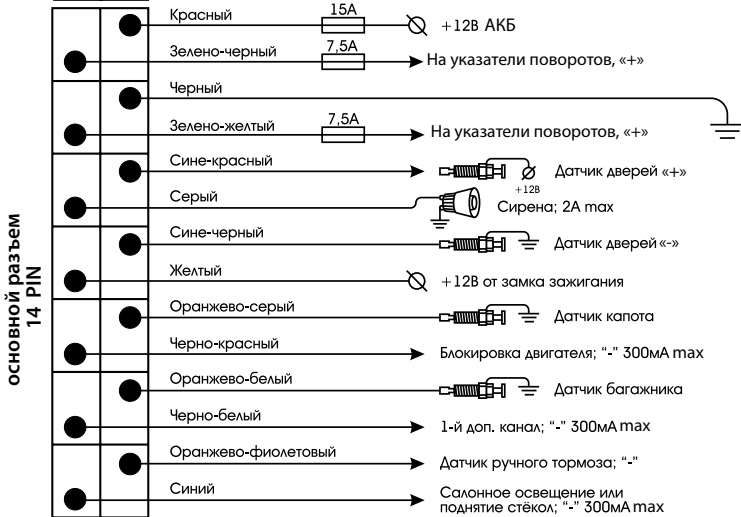 Красный 15А +12В АКБ
Зелено-черный 7,5А На указатели поворотов, «+»
Черный
Зелено-желтый 7,5А На указатели поворотов, «+»
Сине-красный +12В Датчик дверей «+»
Серый Сирена; 2А max
Сине-черный Датчик дверей «-»
Желтый +12В от замка зажигания
Оранжево-серый Датчик капота
Черно-красный Блокировка двигателя; “-” 300мА max
Оранжево-белый Датчик багажника
Черно-белый 1-й доп. канал; “-” 300мА max
Оранжево-фиолетовый Датчик ручного тормоза; “-”
Синий Салонное освещение или
поднятие стёкол; “-” 300мА max
основной разъем
14 PIN